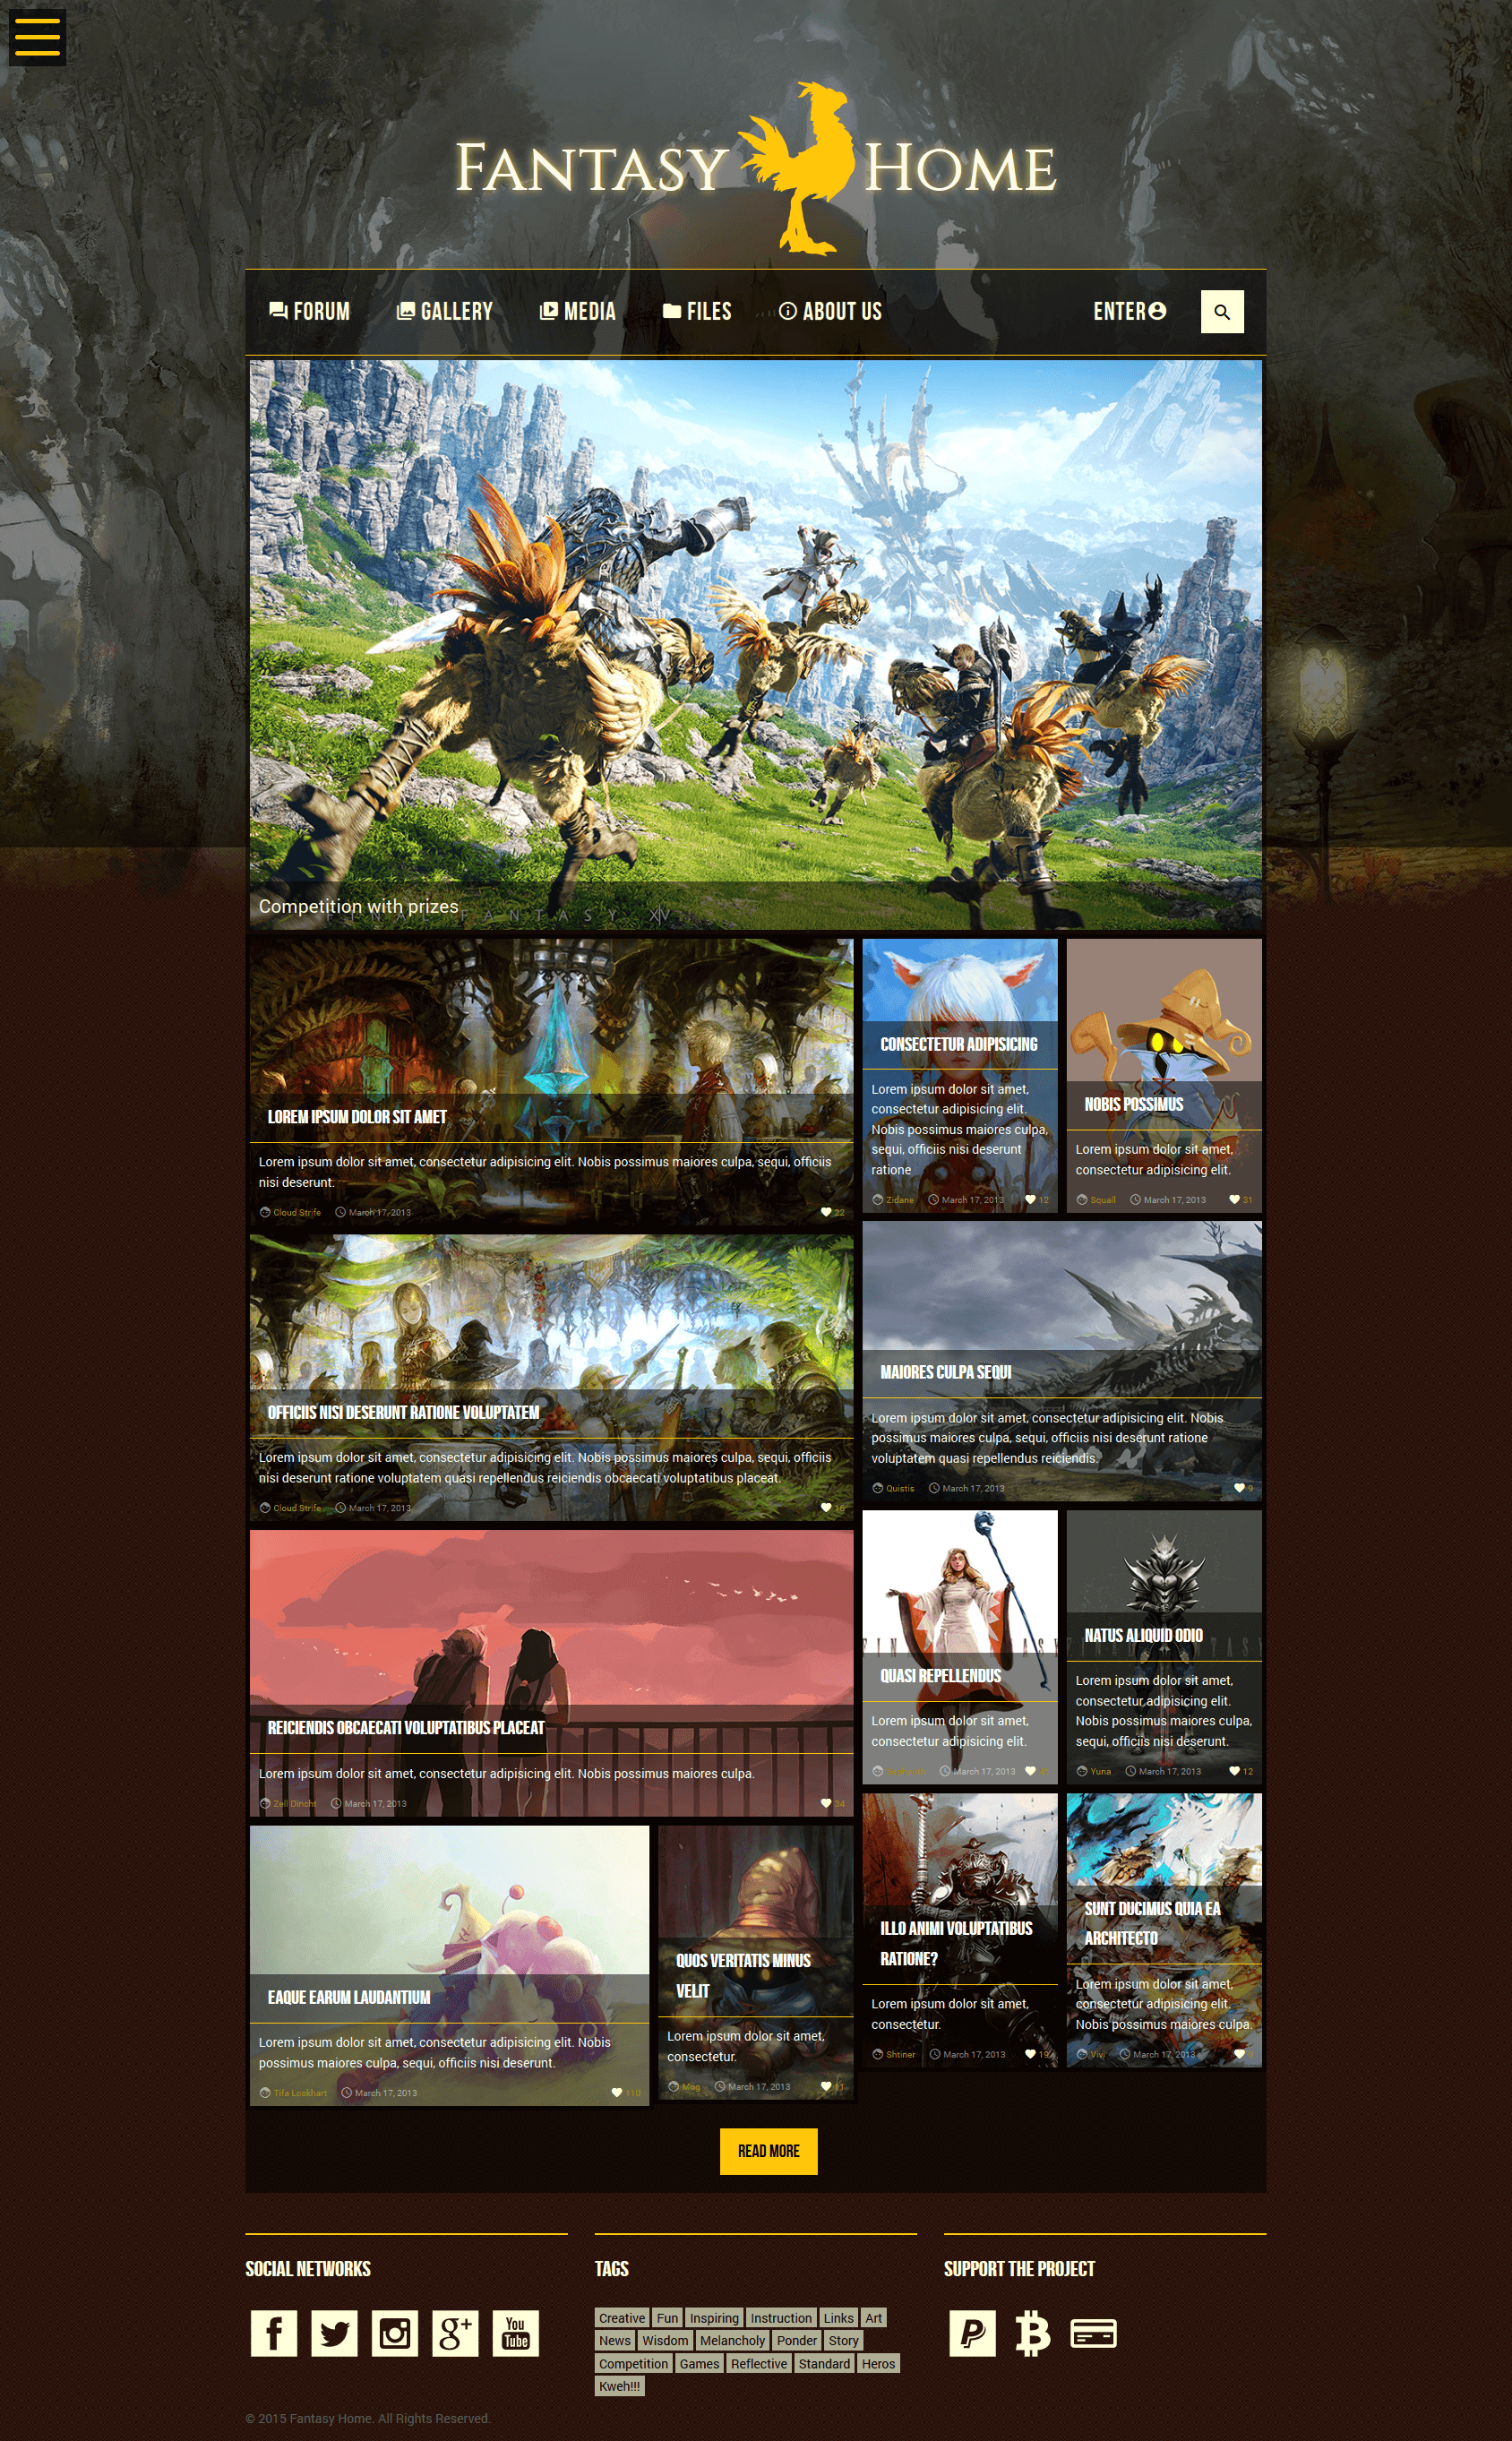 Fantasy Home
FORUM
GALLERY
MEDIA
FILES
ABOUT US
ENTER
Competition with prizes
FINAL FANTASY XIV
LOREM IPSUM DOLOR SIT AMET
Lorem ipsum dolor sit amet, consectetur adipisicing elit. Nobis possimus maiores culpa, sequi, officiis
nisi deserunt.
Cloud Strife March 17, 2013 22
CONSECTETUR ADIPISICING
Lorem ipsum dolor sit amet,
consectetur adipisicing elit.
Nobis possimus maiores culpa,
sequi, officiis nisi deserunt
ratione
Zidane March 17, 2013 12
NOBIS POSSIMUS
Lorem ipsum dolor sit amet,
consectetur adipisicing elit.
Squall March 17, 2013 31
OFFICIIS NISI DESERUNT RATIONE VOLUPTATEM
Lorem ipsum dolor sit amet, consectetur adipisicing elit. Nobis possimus maiores culpa, sequi, officiis
nisi deserunt ratione voluptatem quasi repellendus reiciendis obcaecati voluptatibus placeat.
Cloud Strife March 17, 2013
MAIORES CULPA SEQUI
Lorem ipsum dolor sit amet, consectetur adipisicing elit. Nobis
possimus maiores culpa, sequi, officiis nisi deserunt ratione
voluptatem quasi repellendus reiciendis.
Quistis March 17, 2013 9
REICIENDIS OBCAECATI VOLUPTATIBUS PLACEAT
Lorem ipsum dolor sit amet, consectetur adipisicing elit. Nobis possimus maiores culpa.
Zell Dincht March 17, 2013 34
QUASI REPELLENDUS
Lorem ipsum dolor sit amet,
consectetur adipisicing elit.
March 17, 2013
NATUS ALIQUID ODIO
Lorem ipsum dolor sit amet,
consectetur adipisicing elit.
Nobis possimus maiores culpa,
sequi, officiis nisi deserunt.
Yuna March 17, 2013 12
EAQUE EARUM LAUDANTIUM
Lorem ipsum dolor sit amet, consectetur adipisicing elit. Nobis
possimus maiores culpa, sequi, officiis nisi deserunt.
Tifa Lockhart March 17, 2013 110
QUOS VERITATIS MINUS
VELIT
Lorem ipsum dolor sit amet,
consectetur.
Mog March 17, 2013
ILLO ANIMI VOLUPTATIBUS
RATIONE?
Lorem ipsum dolor sit amet,
consectetur.
Shtiner March 17, 2013 19
SUNT DUCIMUS QUIA EA
ARCHITECTO
Lorem ipsum dolor sit amet,
consectetur adipisicing elit.
Nobis possimus maiores culpa.
Vivi March 17, 2013
READ MORE
SOCIAL NETWORKS
You
Tube
TAGS
Creative Fun Inspiring Instruction Links Art
News Wisdom Melancholy Ponder Story
Competition Games Reflective Standard Heros
Kweh!!!
SUPPORT THE PROJECT
© 2015 Fantasy Home. All Rights Reserved.